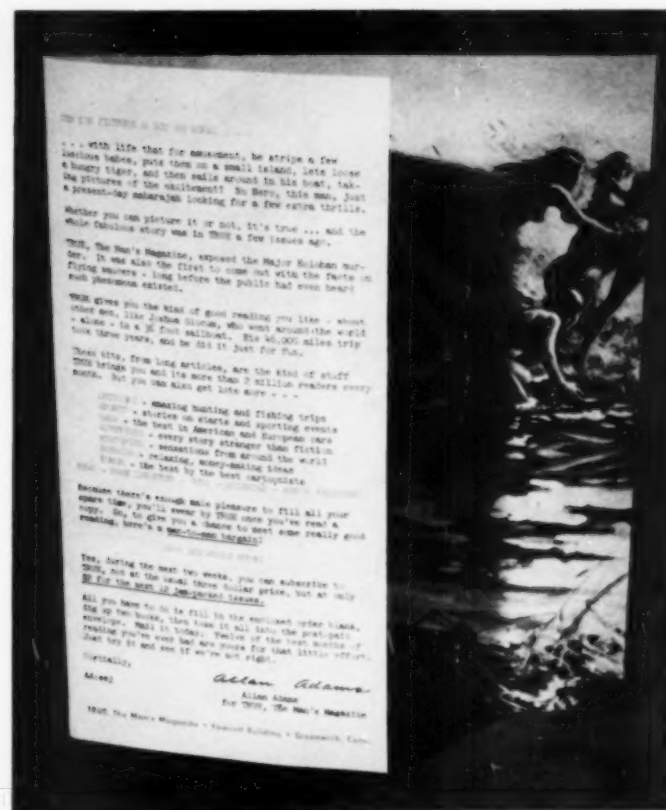 . . . with life that for amusement, he strips a few
luscious babes, puts them on a small island, lets loose
a hungry tiger, and then sails around in his boat, tak-
ing pictures of the excitement? No Nero, this man, just
a present-day maharajah looking for a few extra thrills.
Whether you can picture it or not, it's true ... and the
whole fabulous story was in TRUE a few issues ago.
TRUE, The Man's Magazine, exposed the Major Holohan mur-
der. It was also the first to come out with the facts on
flying saucers - long before the public had even heard
such phenomena existed.
TRUE gives you the kind of good reading you like - about
other men, like Joshua Slocum, who went around the world
- alone - in a 36 foot sailboat. His 46,000 miles trip
took three years, and he did it just for fun.
These bits, from long articles, are the kind of stuff
TRUE brings you and its more than 2 million readers every
month. But you can also get lots more - - -
- amazing hunting and fishing trips
- stories on starts and sporting events
- the best in American and European cars
- every story stranger than fiction
- sensations from around the world
- relaxing, money-making ideas
- the best by the best cartoonists
Because there's enough male pleasure to fill all your
spare time, you'll swear by TRUE once you've read a
copy. So, to give you a chance to meet some really good
reading, here's a man-to-man bargain!
Yes, during the next two weeks, you can subscribe to
TRUE, not at the usual three dollar price, but at only
$2 for the next 12 jam-packed issues.
All you have to do is fill in the enclosed order blank,
dig up two bucks, then take it all into the post-paid
envelope. Mail it today. Twelve of the best months of
reading you've ever had are yours for that little effort.
Just try it and see if we're not right.
Cordially,
Allan Adams
Allan Adams
for TRUE, The Man's Magazine
TRUE The Man's Magazine • Fawcett Building • Greenwich, Conn.